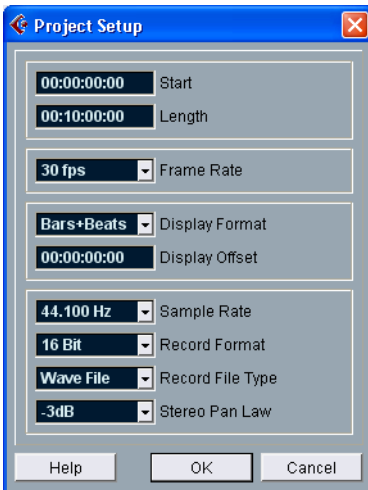 Project Setup
00:00:00:00 Start
00:10:00:00 Length
30 fps Frame Rate
Bars+Beats Display Format
00:00:00:00 Display Offset
44.100 Hz Sample Rate
16 Bit Record Format
Wave File Record File Type
-3dB Stereo Pan Law
Help OK Cancel